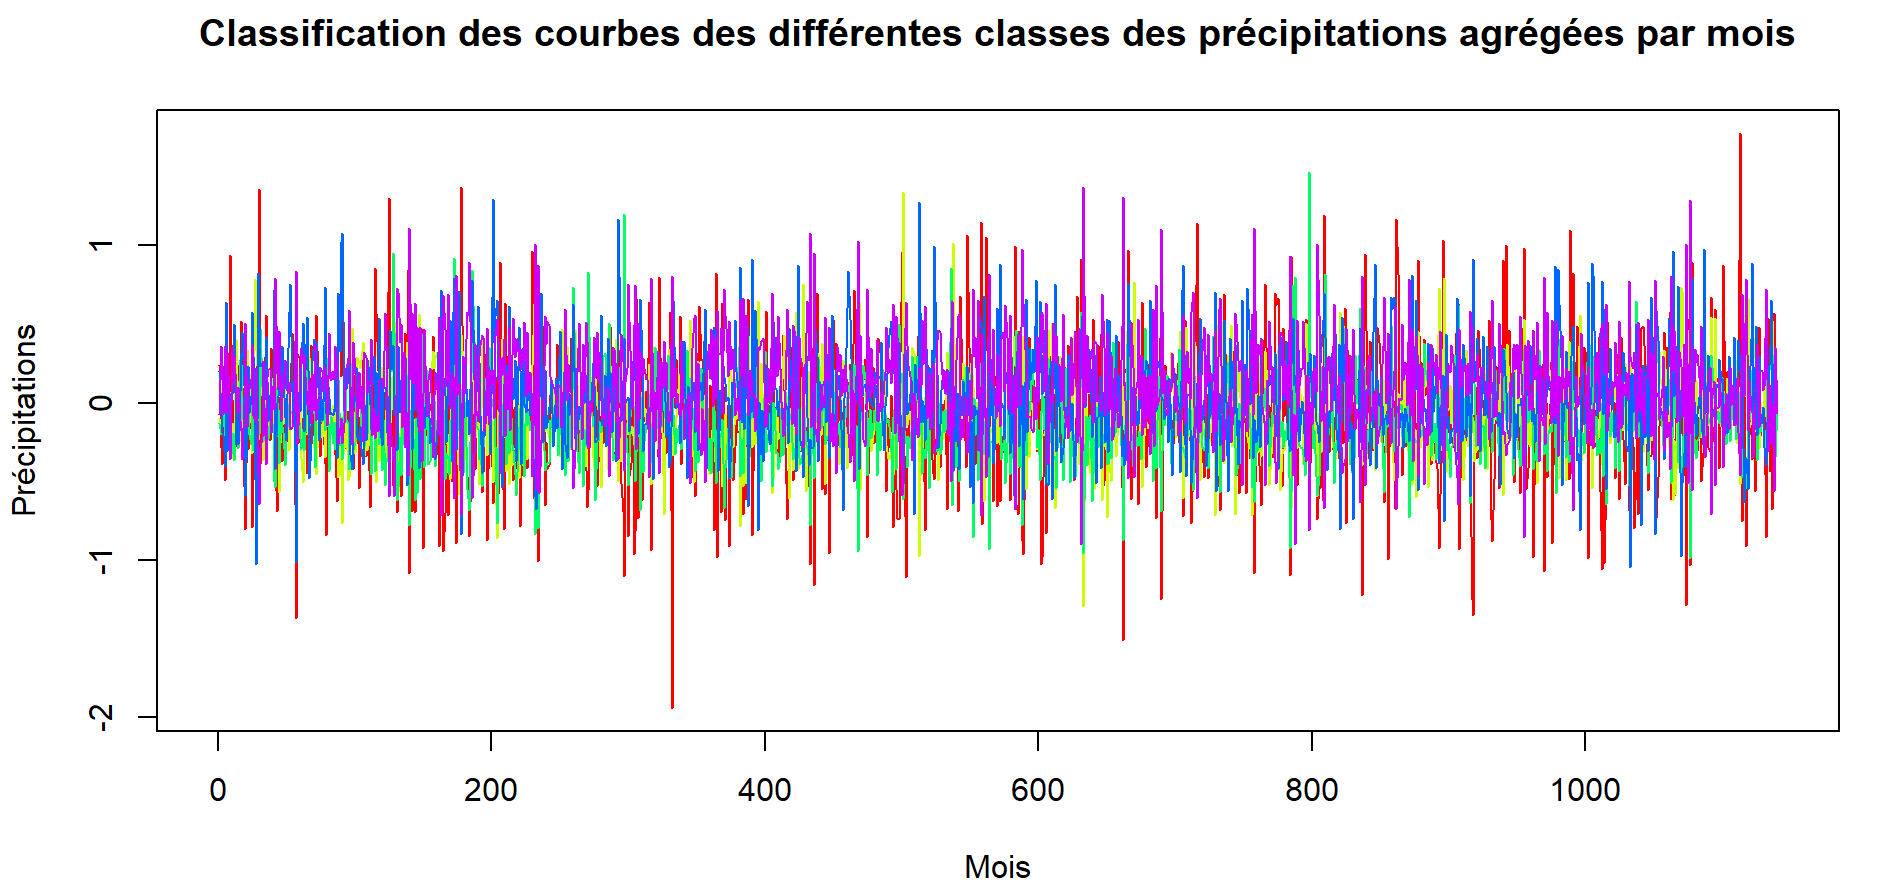 Classification des courbes des différentes classes des précipitations agrégées par mois
Précipitations
1
0
-1
-2
0 200 400 600 800 1000
Mois